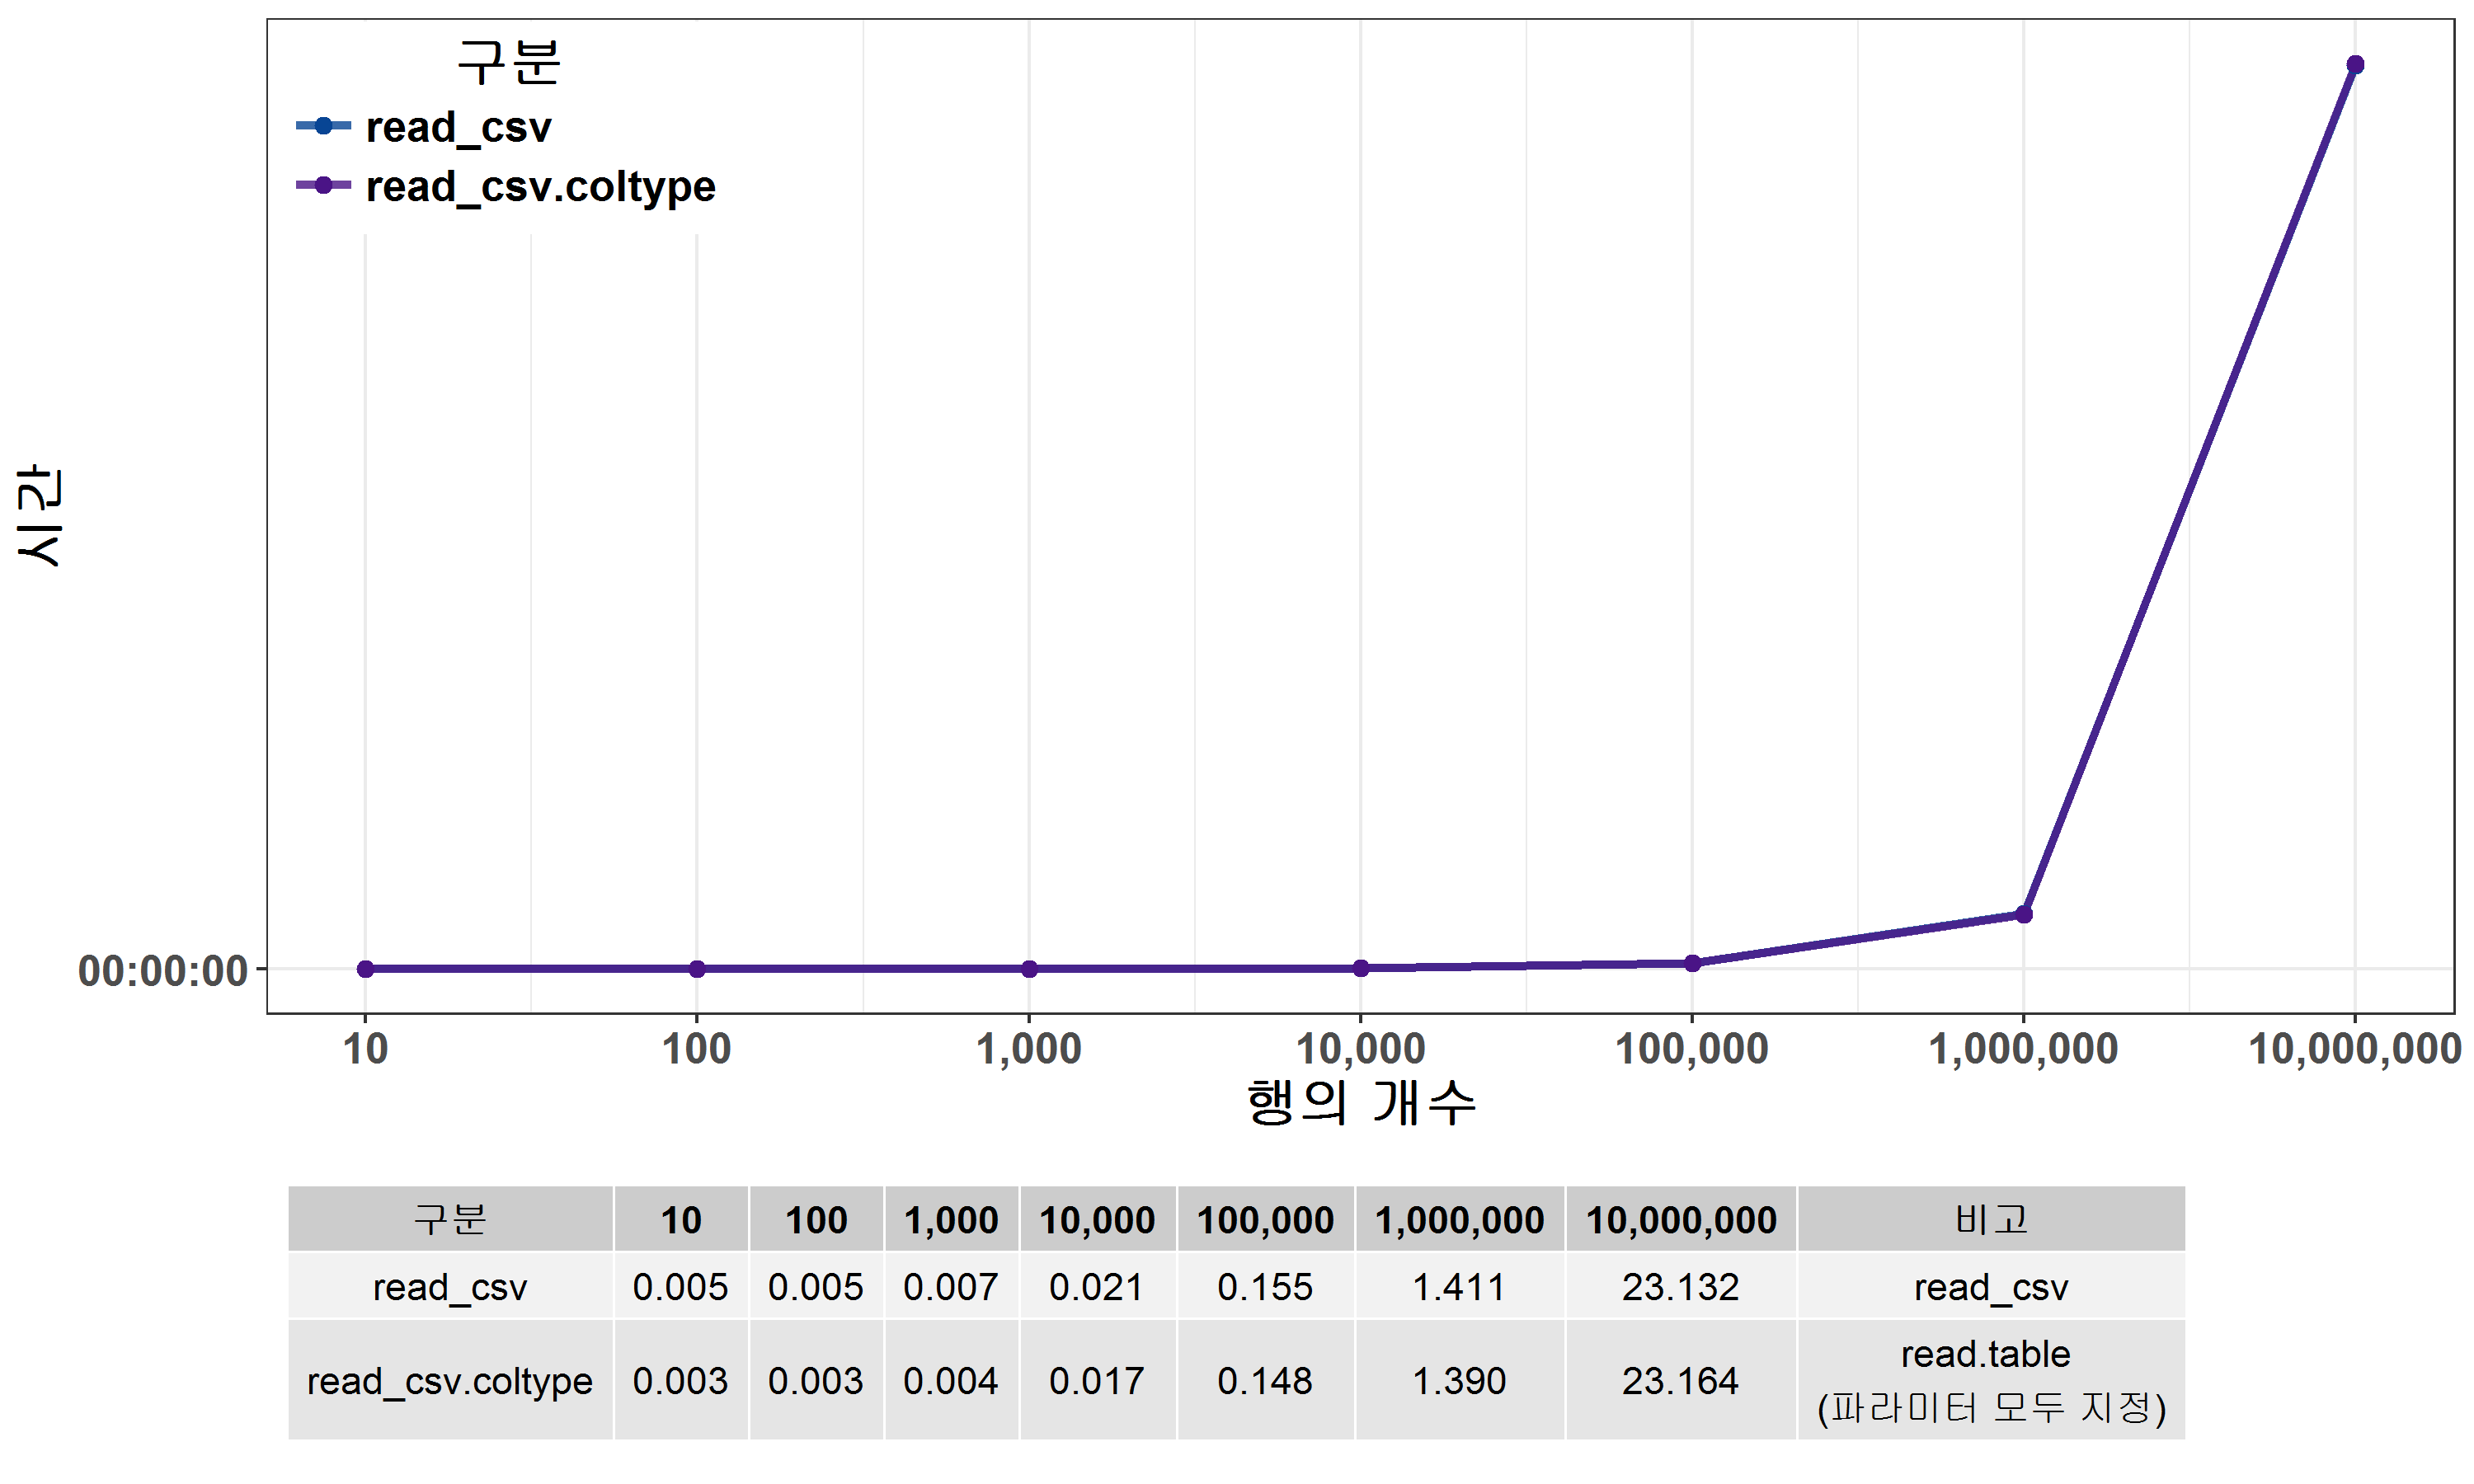 구분
read_csv
read_csv.coltype
시간
00:00:00
10 100 1,000 10,000 100,000 1,000,000 10,000,000
행의 개수
구분 10 100 1,000 10,000 100,000 1,000,000 10,000,000 비고
read_csv 0.005 0.005 0.007 0.021 0.155 1.411 23.132 read_csv
read_csv.coltype 0.003 0.003 0.004 0.017 0.148 1.390 23.164 read.table
(파라미터 모두 지정)